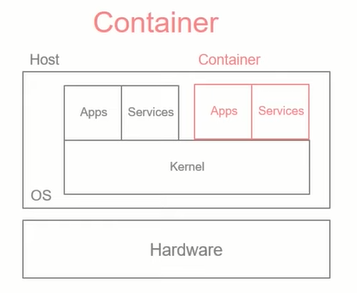 Container
Host Container
Apps Services Apps Services
Kernel
OS
Hardware